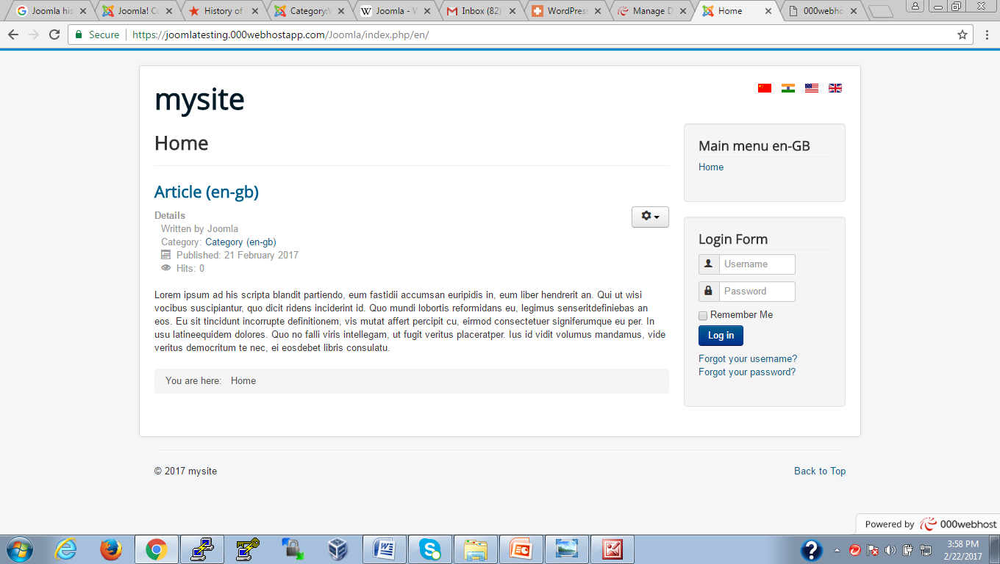 Joomla his
Joomla! Co
History of
Category:
Joomla - W
Inbox (82)
WordPress
Manage D
Home
000webho
Secure
https://joomlatesting.000webhostapp.com/Joomla/index.php/en/
mysite
Home
Article (en-gb)
Details
Written by Joomla
Category: Category (en-gb)
Published: 21 February 2017
Hits: 0
Lorem ipsum ad his scripta blandit partiendo, eum fastidii accumsan euripidis in, eum liber hendrerit an. Qui ut wisi
vocibus suscipiantur, quo dicit ridens inciderint id. Quo mundi lobortis reformidans eu, legimus senseritdefiniebas an
eos. Eu sit tincidunt incorrupte definitionem, vis mutat affert percipit cu, eirmod consectetuer signiferumque eu per. In
usu latineequidem dolores. Quo no falli viris intellegam, ut fugit veritus placeratper. Ius id vidit volumus mandamus, vide
veritus democritum te nec, ei eosdebet libris consulatu.
You are here: Home
Main menu en-GB
Home
Login Form
Username
Password
Remember Me
Log in
Forgot your username?
Forgot your password?
© 2017 mysite
Back to Top
Powered by 000webhost
3:58 PM
2/22/2017